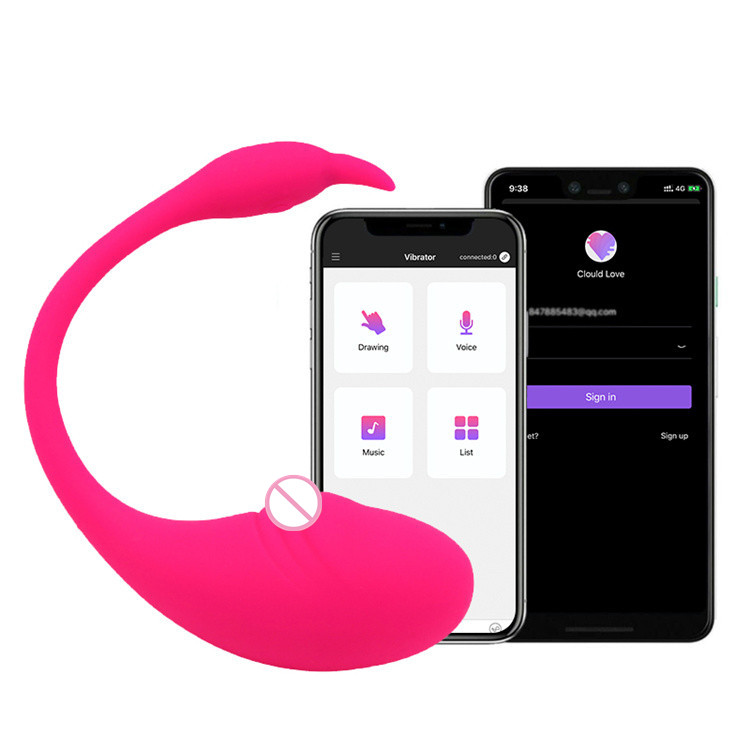 Vibrator
connected:0
Drawing
Voice
Music
List
9:38
4G
Clould Love
847885483@qq.com
Sign in
et?
Sign up